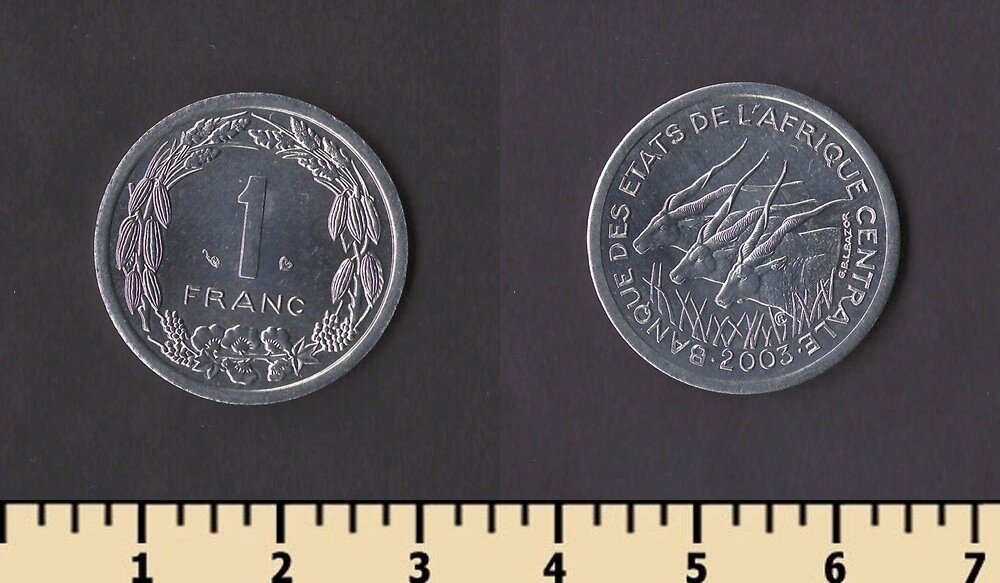 1
FRANC
BANQUE DES ETATS DE L'AFRIQUE CENTRALE
· 2003 ·
G.B.L.BAZOR
1 2 3 4 5 6 7